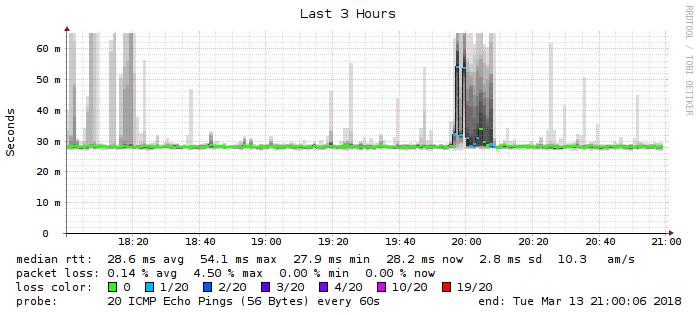 Last 3 Hours
RRDTOOL / TOBI OETIKER
Seconds
60 m
50 m
40 m
30 m
20 m
10 m
0
18:20 18:40 19:00 19:20 19:40 20:00 20:20 20:40 21:00
median rtt: 28.6 ms avg 54.1 ms max 27.9 ms min 28.2 ms now 2.8 ms sd 10.3 am/s
packet loss: 0.14 % avg 4.50 % max 0.00 % min 0.00 % now
loss color: 0 1/20 2/20 3/20 4/20 10/20 19/20
probe: 20 ICMP Echo Pings (56 Bytes) every 60s end: Tue Mar 13 21:00:06 2018